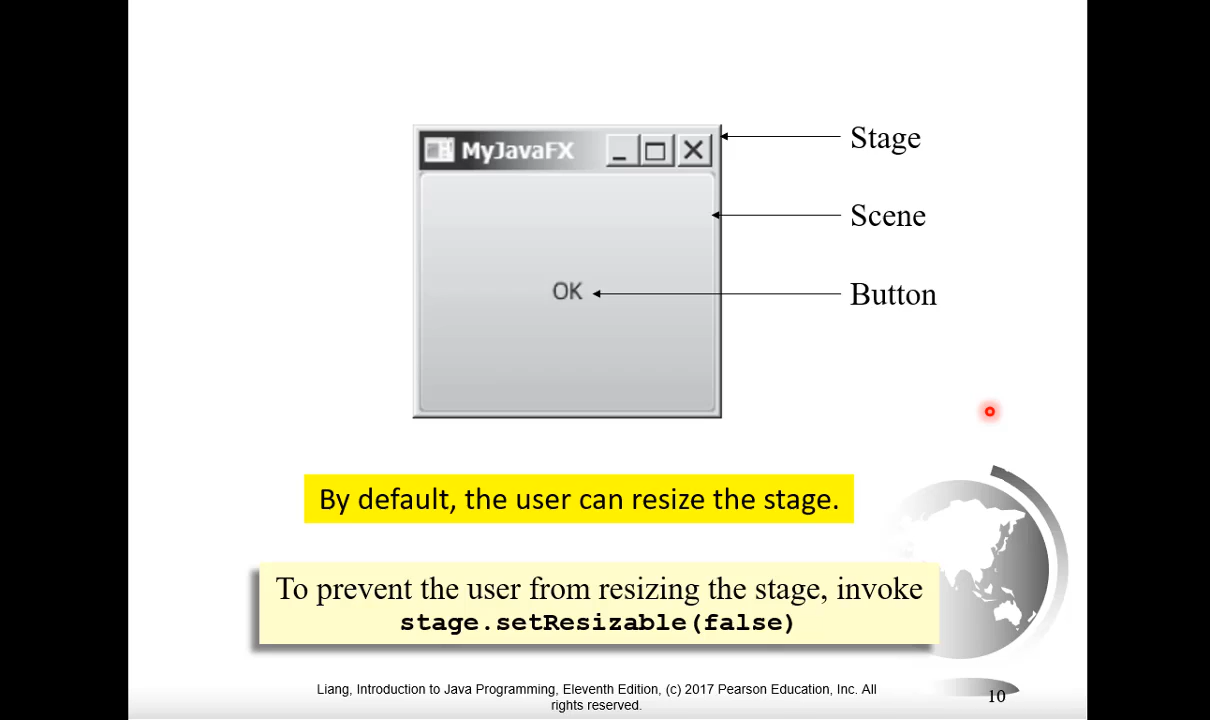 MyJavaFX
Stage
Scene
OK
Button
By default, the user can resize the stage.
To prevent the user from resizing the stage, invoke
stage.setResizable(false)
Liang, Introduction to Java Programming, Eleventh Edition, (c) 2017 Pearson Education, Inc. All
rights reserved.
10